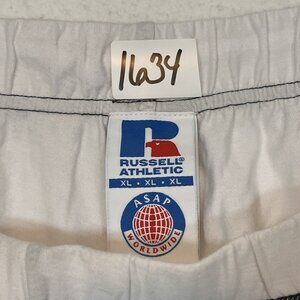 1634
RUSSELL®
ATHLETIC
XL • XL • XL
ASAP
WORLDWIDE